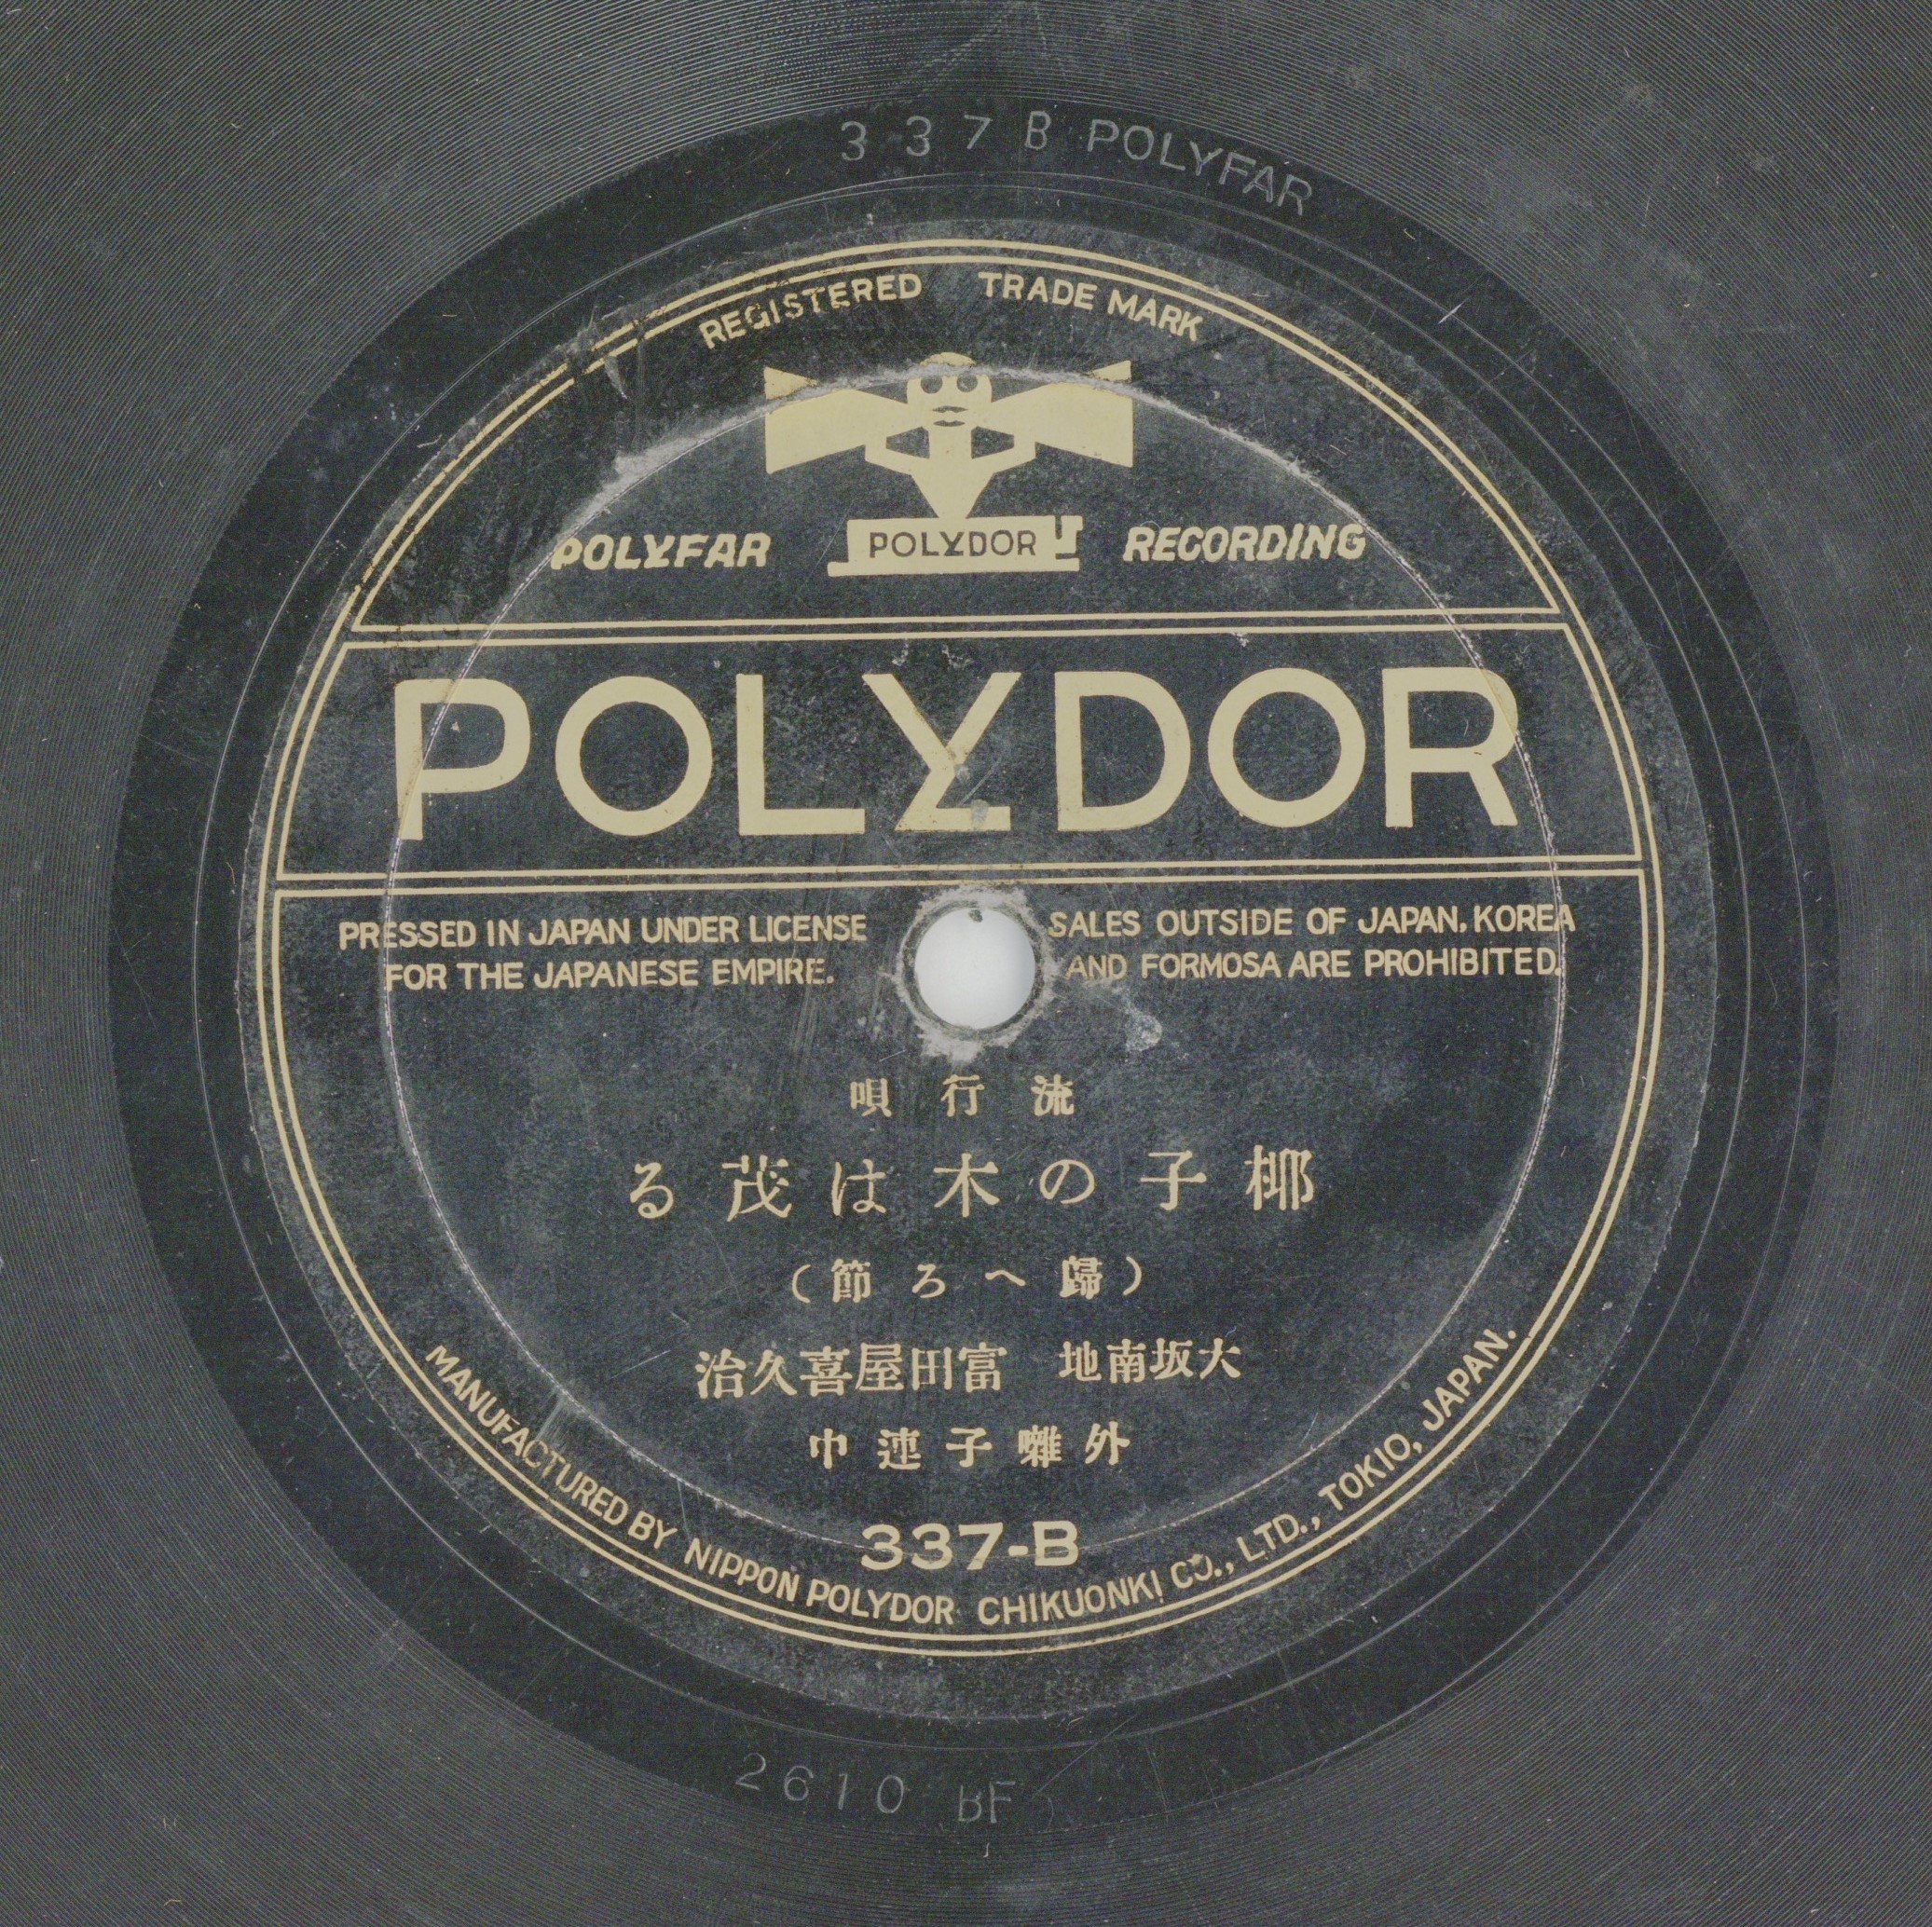 3 3 7 B POLYFAR
REGISTERED TRADE MARK
POLYDOR
POLYFAR RECORDING
POLYDOR
PRESSED IN JAPAN UNDER LICENSE
FOR THE JAPANESE EMPIRE.
SALES OUTSIDE OF JAPAN, KOREA
AND FORMOSA ARE PROHIBITED.
流行唄
椰子の木は茂る
(歸へろ節)
大坂南地 富田屋喜久治
外囃子連中
337-B
MANUFACTURED BY NIPPON POLYDOR CHIKUONKI CO., LTD., TOKIO, JAPAN.
2610 BF